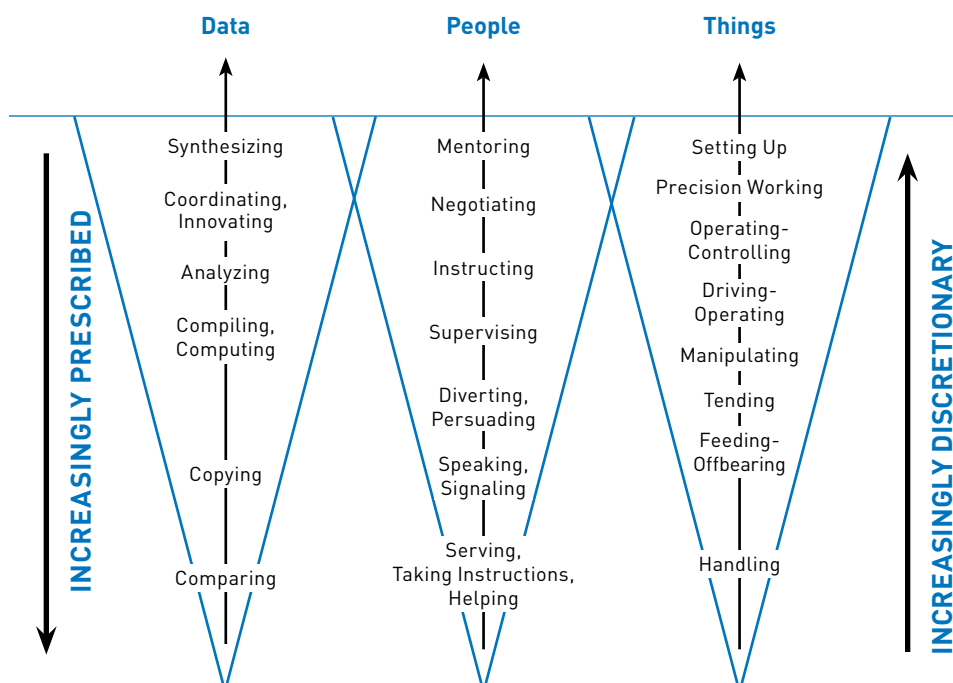 Data
People
Things
INCREASINGLY PRESCRIBED
Synthesizing
Coordinating,
Innovating
Analyzing
Compiling,
Computing
Copying
Comparing
Mentoring
Negotiating
Instructing
Supervising
Diverting,
Persuading
Speaking,
Signaling
Serving,
Taking Instructions,
Helping
Setting Up
Precision Working
Operating-
Controlling
Driving-
Operating
Manipulating
Tending
Feeding-
Offbearing
Handling
INCREASINGLY DISCRETIONARY